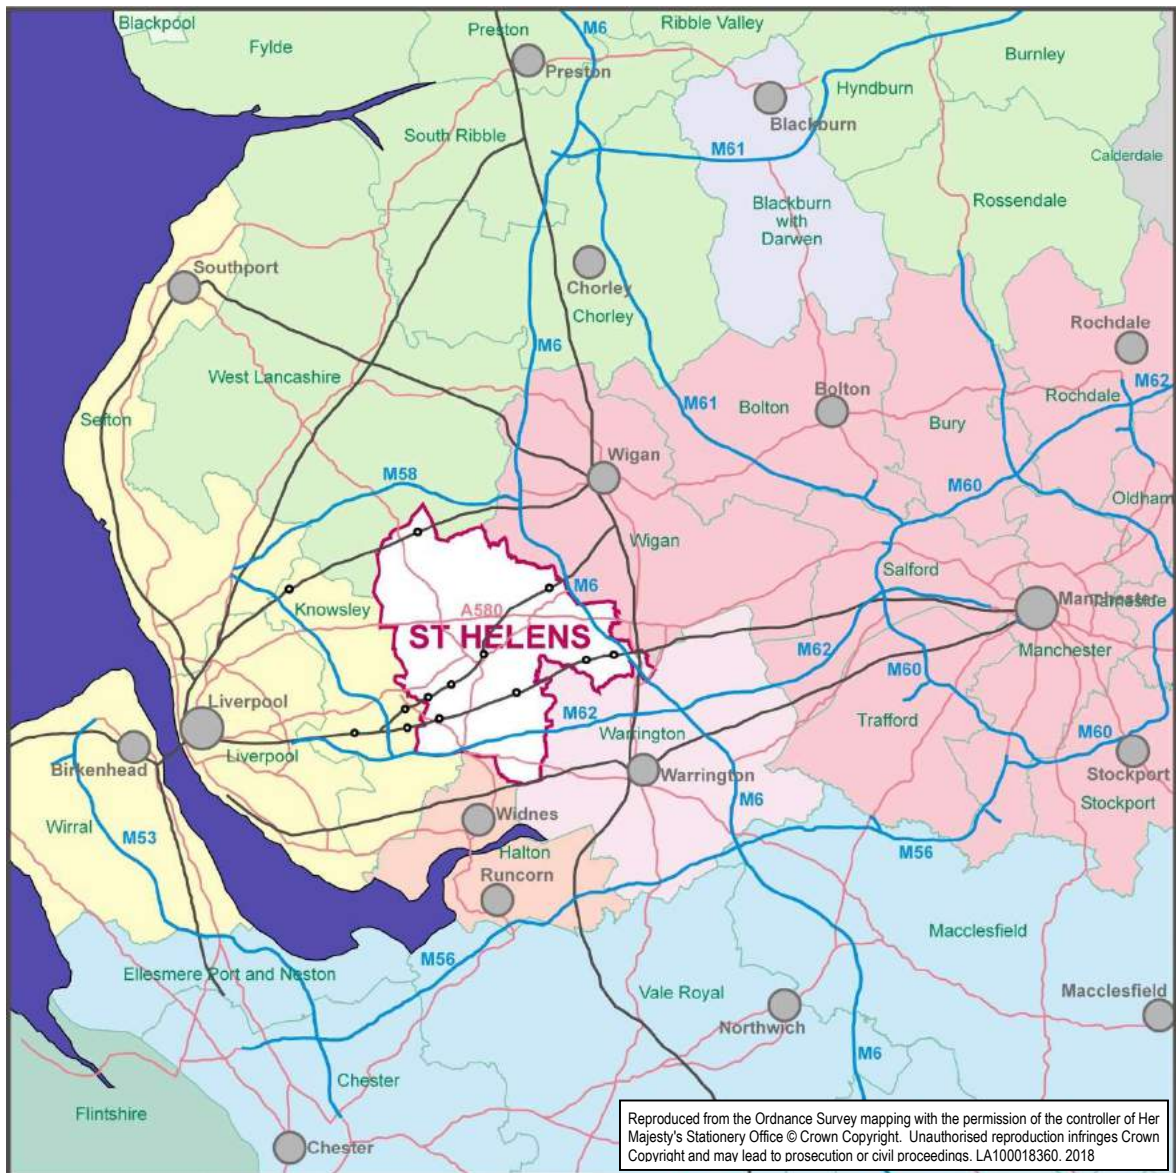 Blackpool
Fylde
Preston
M6
Ribble Valley
Burnley
Preston
Hyndburn
Blackburn
South Ribble
M61
Calderdale
Blackburn
with
Darwen
Rossendale
Southport
Chorley
Chorley
Rochdale
M6
West Lancashire
M61
Bolton
Bolton
Rochdale
M62
Sefton
Bury
Wigan
M58
M60
Oldham
Wigan
Salford
M6
Knowsley
A580
Manchester
Tameside
ST HELENS
Manchester
M62
M60
Liverpool
M62
Trafford
Warrington
M60
Liverpool
Birkenhead
Warrington
Stockport
M6
Stockport
Wirral
M53
Widnes
Halton
M56
Runcorn
Macclesfield
M56
Ellesmere Port and Neston
Vale Royal
Macclesfield
Northwich
M6
Chester
Flintshire
Chester
Reproduced from the Ordnance Survey mapping with the permission of the controller of Her
Majesty's Stationery Office © Crown Copyright. Unauthorised reproduction infringes Crown
Copyright and may lead to prosecution or civil proceedings. LA100018360. 2018